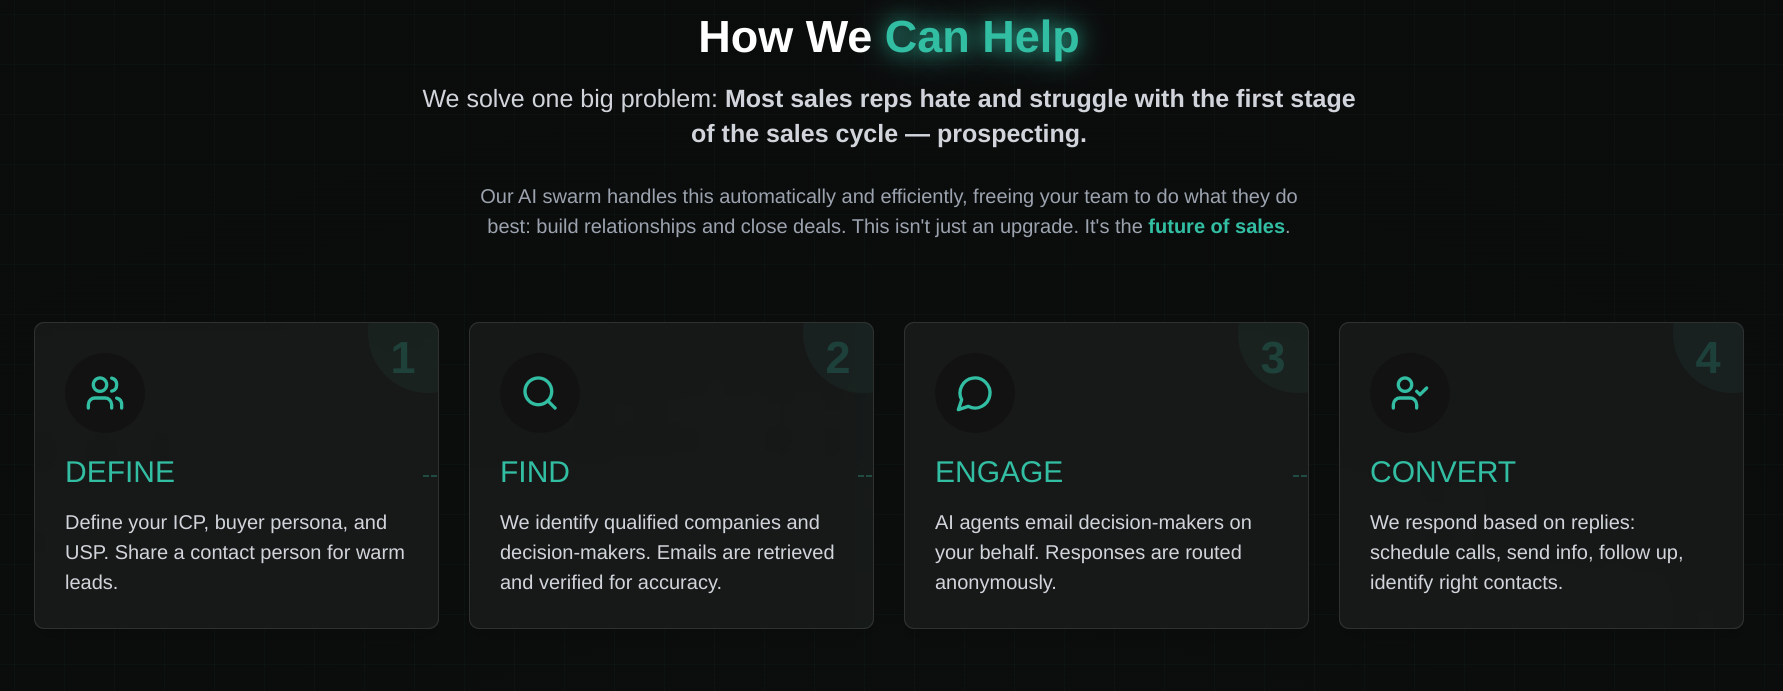 How We Can Help
We solve one big problem: Most sales reps hate and struggle with the first stage
of the sales cycle — prospecting.
Our AI swarm handles this automatically and efficiently, freeing your team to do what they do
best: build relationships and close deals. This isn't just an upgrade. It's the future of sales.
1
DEFINE
Define your ICP, buyer persona, and
USP. Share a contact person for warm
leads.
2
FIND
We identify qualified companies and
decision-makers. Emails are retrieved
and verified for accuracy.
3
ENGAGE
AI agents email decision-makers on
your behalf. Responses are routed
anonymously.
4
CONVERT
We respond based on replies:
schedule calls, send info, follow up,
identify right contacts.